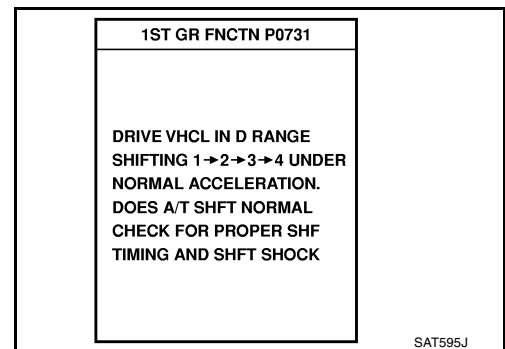 1ST GR FNCTN P0731
DRIVE VHCL IN D RANGE
SHIFTING 1→2→3→4 UNDER
NORMAL ACCELERATION.
DOES A/T SHFT NORMAL
CHECK FOR PROPER SHF
TIMING AND SHFT SHOCK
SAT595J